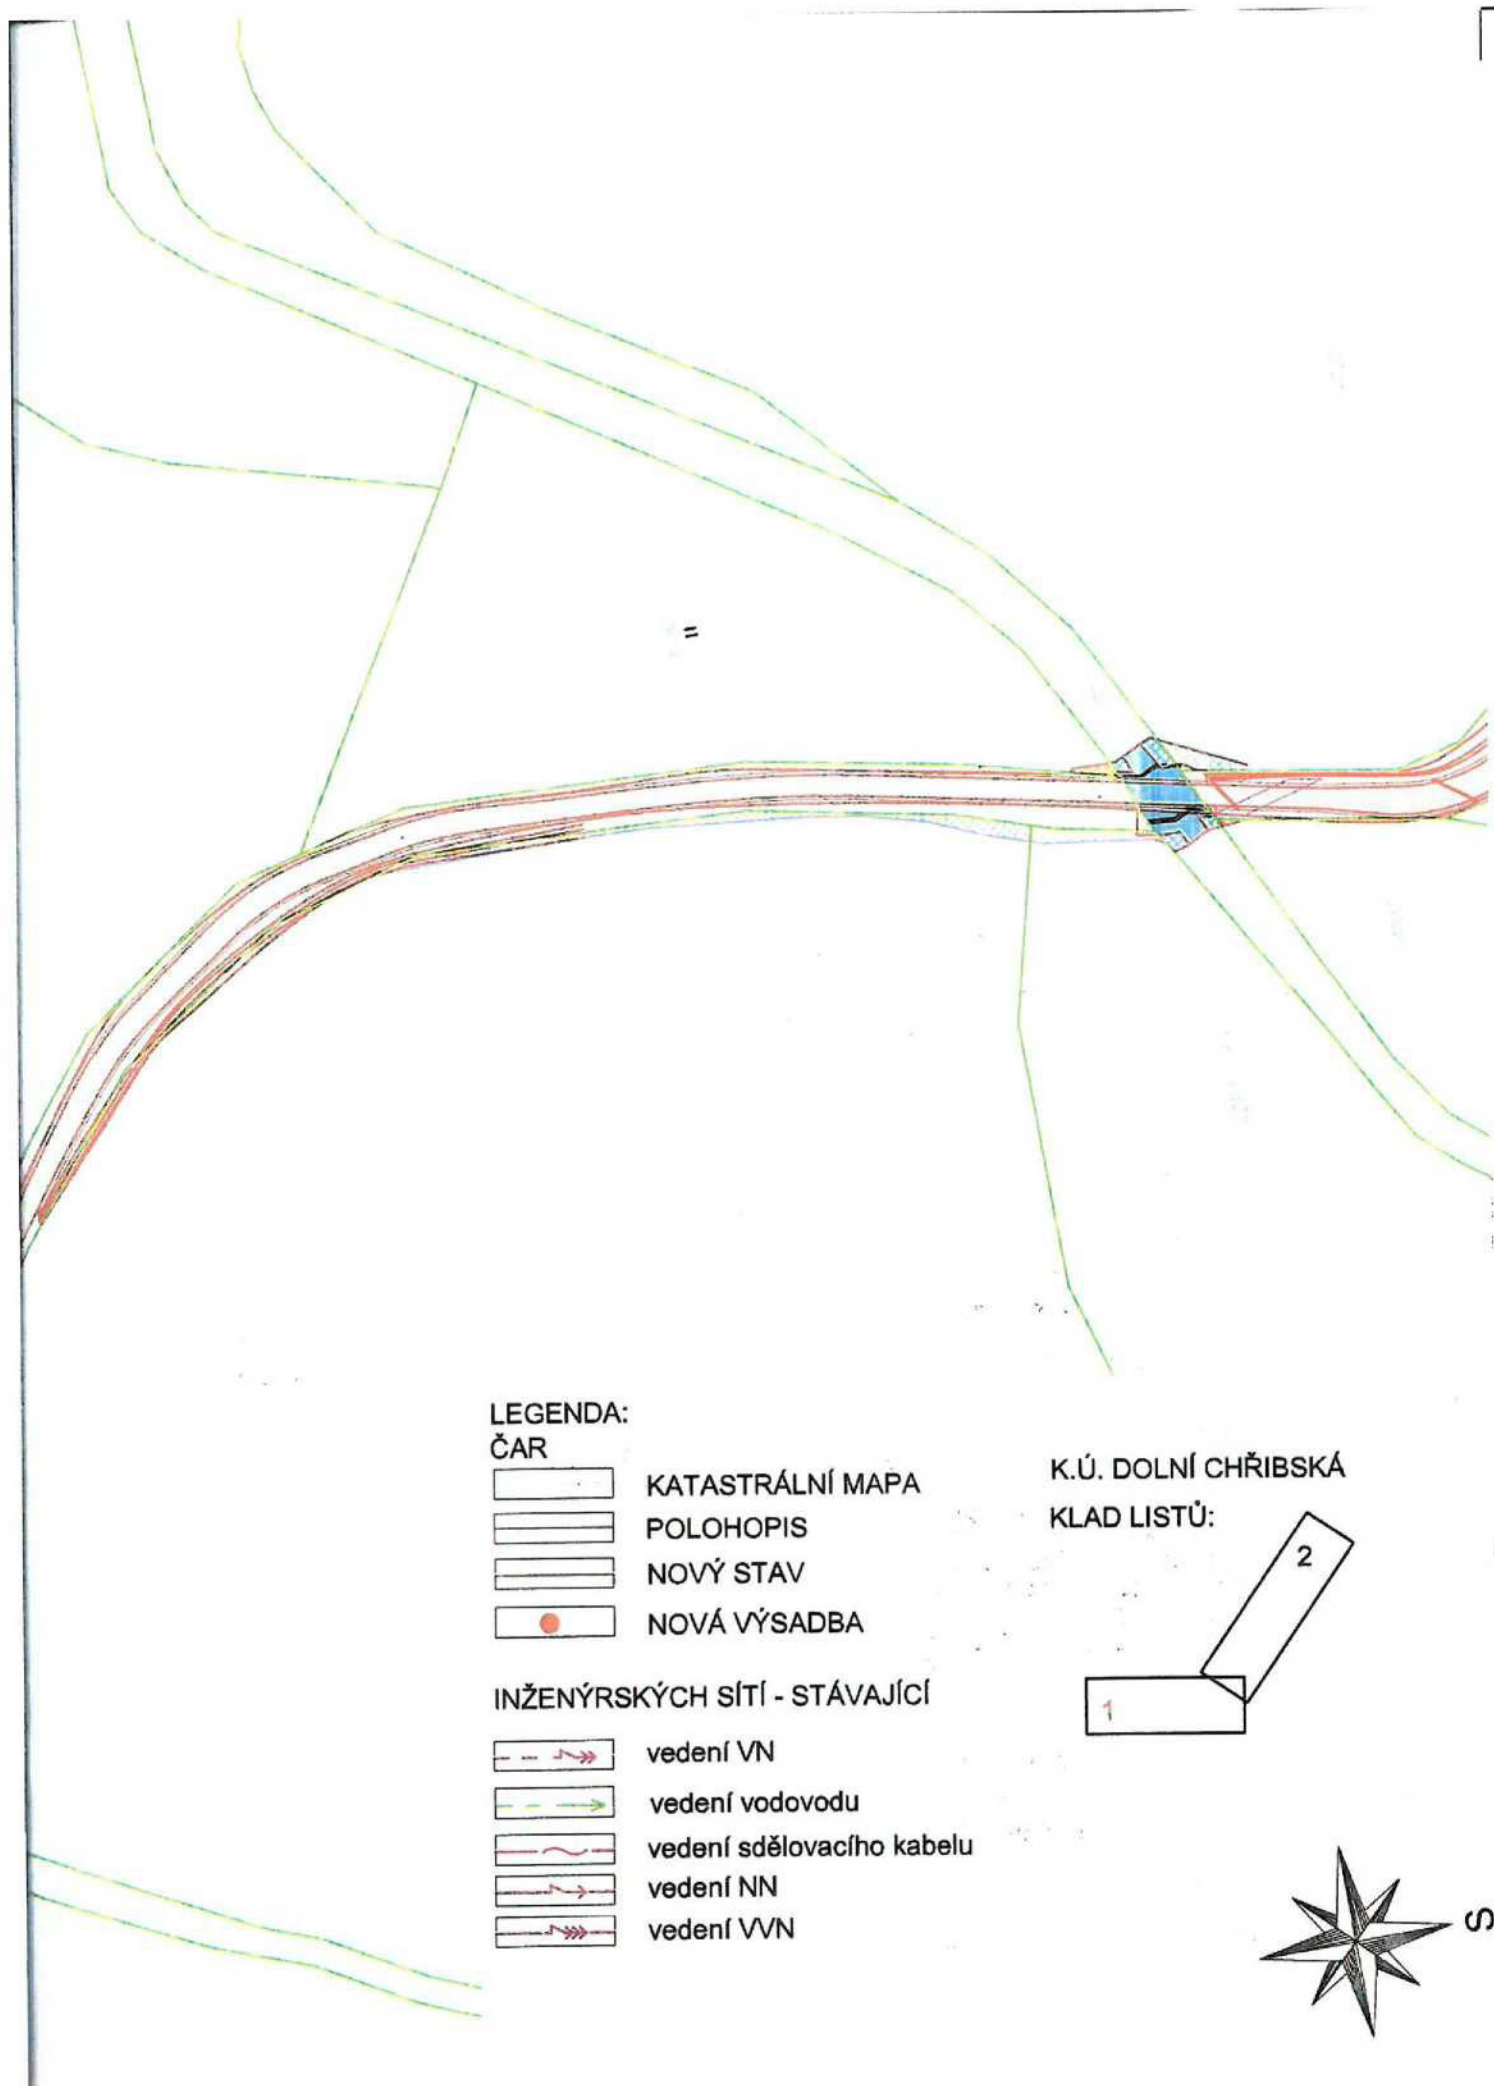 =
LEGENDA:
ČAR
KATASTRÁLNÍ MAPA
POLOHOPIS
NOVÝ STAV
NOVÁ VÝSADBA
INŽENÝRSKÝCH SÍTÍ - STÁVAJÍCÍ
vedení VN
vedení vodovodu
vedení sdělovacího kabelu
vedení NN
vedení VVN
K.Ú. DOLNÍ CHŘIBSKÁ
KLAD LISTŮ:
2
1
S